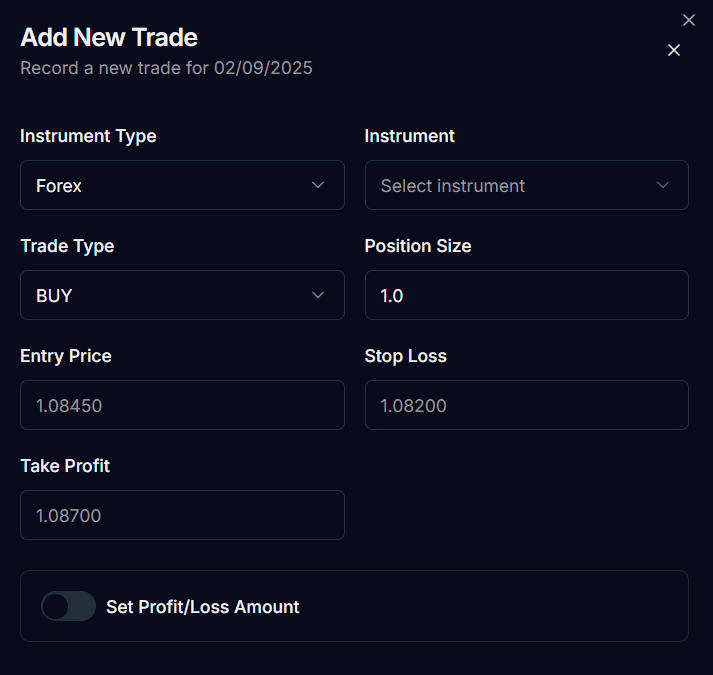 Add New Trade
Record a new trade for 02/09/2025
Instrument Type
Instrument
Forex
Select instrument
Trade Type
Position Size
BUY
1.0
Entry Price
Stop Loss
1.08450
1.08200
Take Profit
1.08700
Set Profit/Loss Amount